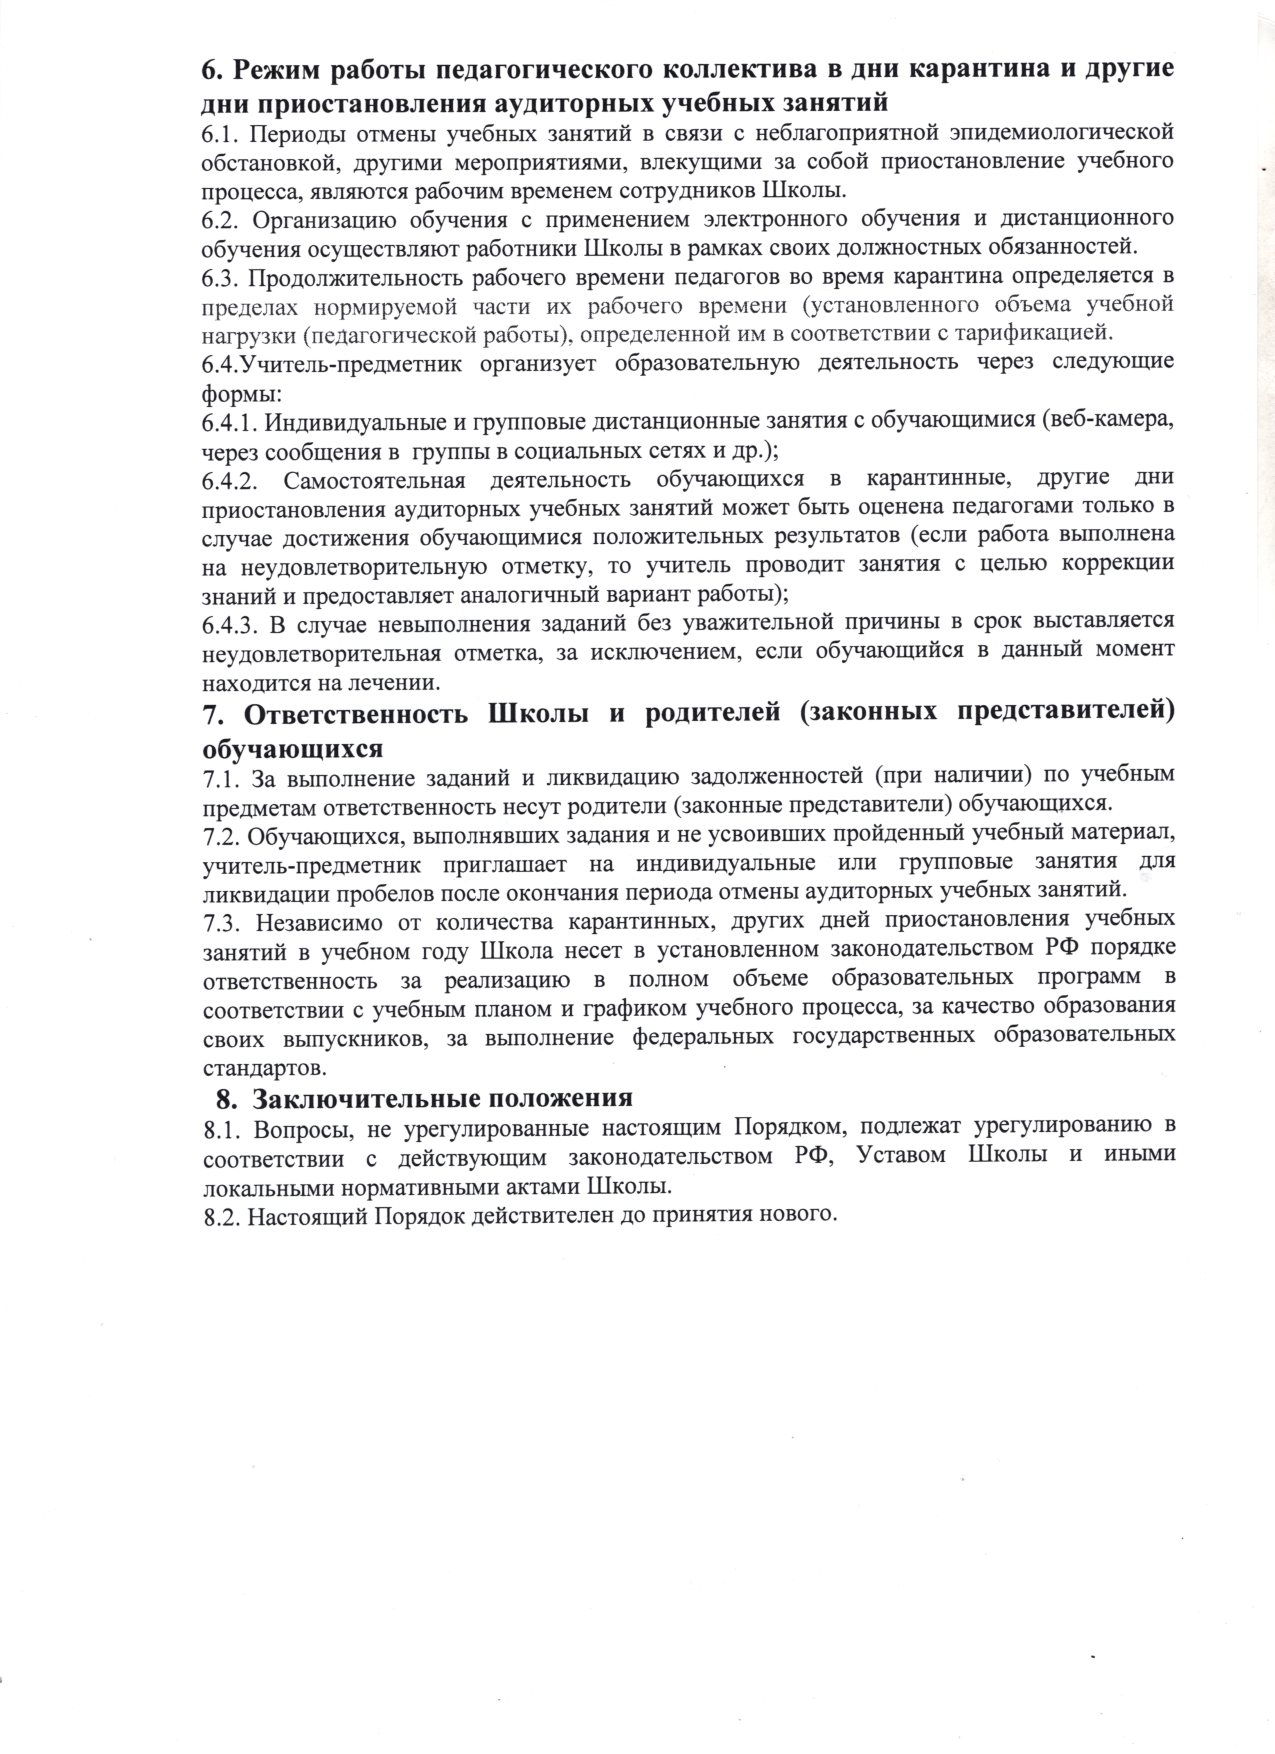 6. Режим работы педагогического коллектива в дни карантина и другие
дни приостановления аудиторных учебных занятий
6.1. Периоды отмены учебных занятий в связи с неблагоприятной эпидемиологической
обстановкой, другими мероприятиями, влекущими за собой приостановление учебного
процесса, являются рабочим временем сотрудников Школы.
6.2. Организацию обучения с применением электронного обучения и дистанционного
обучения осуществляют работники Школы в рамках своих должностных обязанностей.
6.3. Продолжительность рабочего времени педагогов во время карантина определяется в
пределах нормируемой части их рабочего времени (установленного объема учебной
нагрузки (педагогической работы), определенной им в соответствии с тарификацией.
6.4.Учитель-предметник организует образовательную деятельность через следующие
формы:
6.4.1. Индивидуальные и групповые дистанционные занятия с обучающимися (веб-камера,
через сообщения в группы в социальных сетях и др.);
6.4.2. Самостоятельная деятельность обучающихся в карантинные, другие дни
приостановления аудиторных учебных занятий может быть оценена педагогами только в
случае достижения обучающимися положительных результатов (если работа выполнена
на неудовлетворительную отметку, то учитель проводит занятия с целью коррекции
знаний и предоставляет аналогичный вариант работы);
6.4.3. В случае невыполнения заданий без уважительной причины в срок выставляется
неудовлетворительная отметка, за исключением, если обучающийся в данный момент
находится на лечении.
7. Ответственность Школы и родителей (законных представителей)
обучающихся
7.1. За выполнение заданий и ликвидацию задолженностей (при наличии) по учебным
предметам ответственность несут родители (законные представители) обучающихся.
7.2. Обучающихся, выполнявших задания и не усвоивших пройденный учебный материал,
учитель-предметник приглашает на индивидуальные или групповые занятия для
ликвидации пробелов после окончания периода отмены аудиторных учебных занятий.
7.3. Независимо от количества карантинных, других дней приостановления учебных
занятий в учебном году Школа несет в установленном законодательством РФ порядке
ответственность за реализацию в полном объеме образовательных программ в
соответствии с учебным планом и графиком учебного процесса, за качество образования
своих выпускников, за выполнение федеральных государственных образовательных
стандартов.
8. Заключительные положения
8.1. Вопросы, не урегулированные настоящим Порядком, подлежат урегулированию в
соответствии с действующим законодательством РФ, Уставом Школы и иными
локальными нормативными актами Школы.
8.2. Настоящий Порядок действителен до принятия нового.